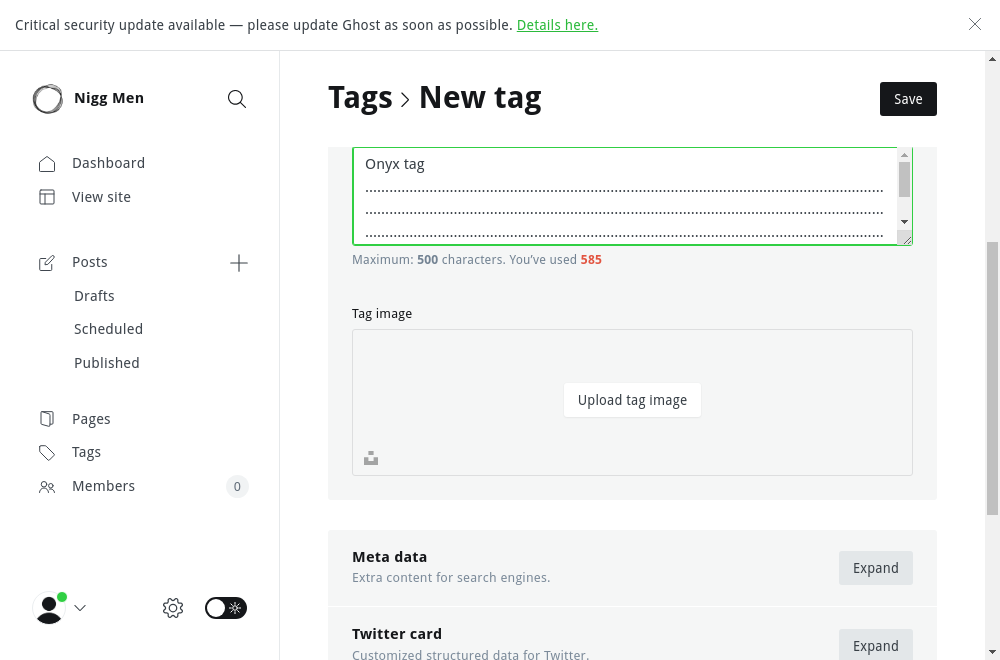 Critical security update available — please update Ghost as soon as possible. Details here.
Nigg Men
Dashboard
View site
Posts
Drafts
Scheduled
Published
Pages
Tags
Members
0
Tags > New tag
Save
Onyx tag
........................................................................................................................
........................................................................................................................
........................................................................................................................
Maximum: 500 characters. You’ve used 585
Tag image
Upload tag image
Meta data
Extra content for search engines.
Expand
Twitter card
Customized structured data for Twitter.
Expand